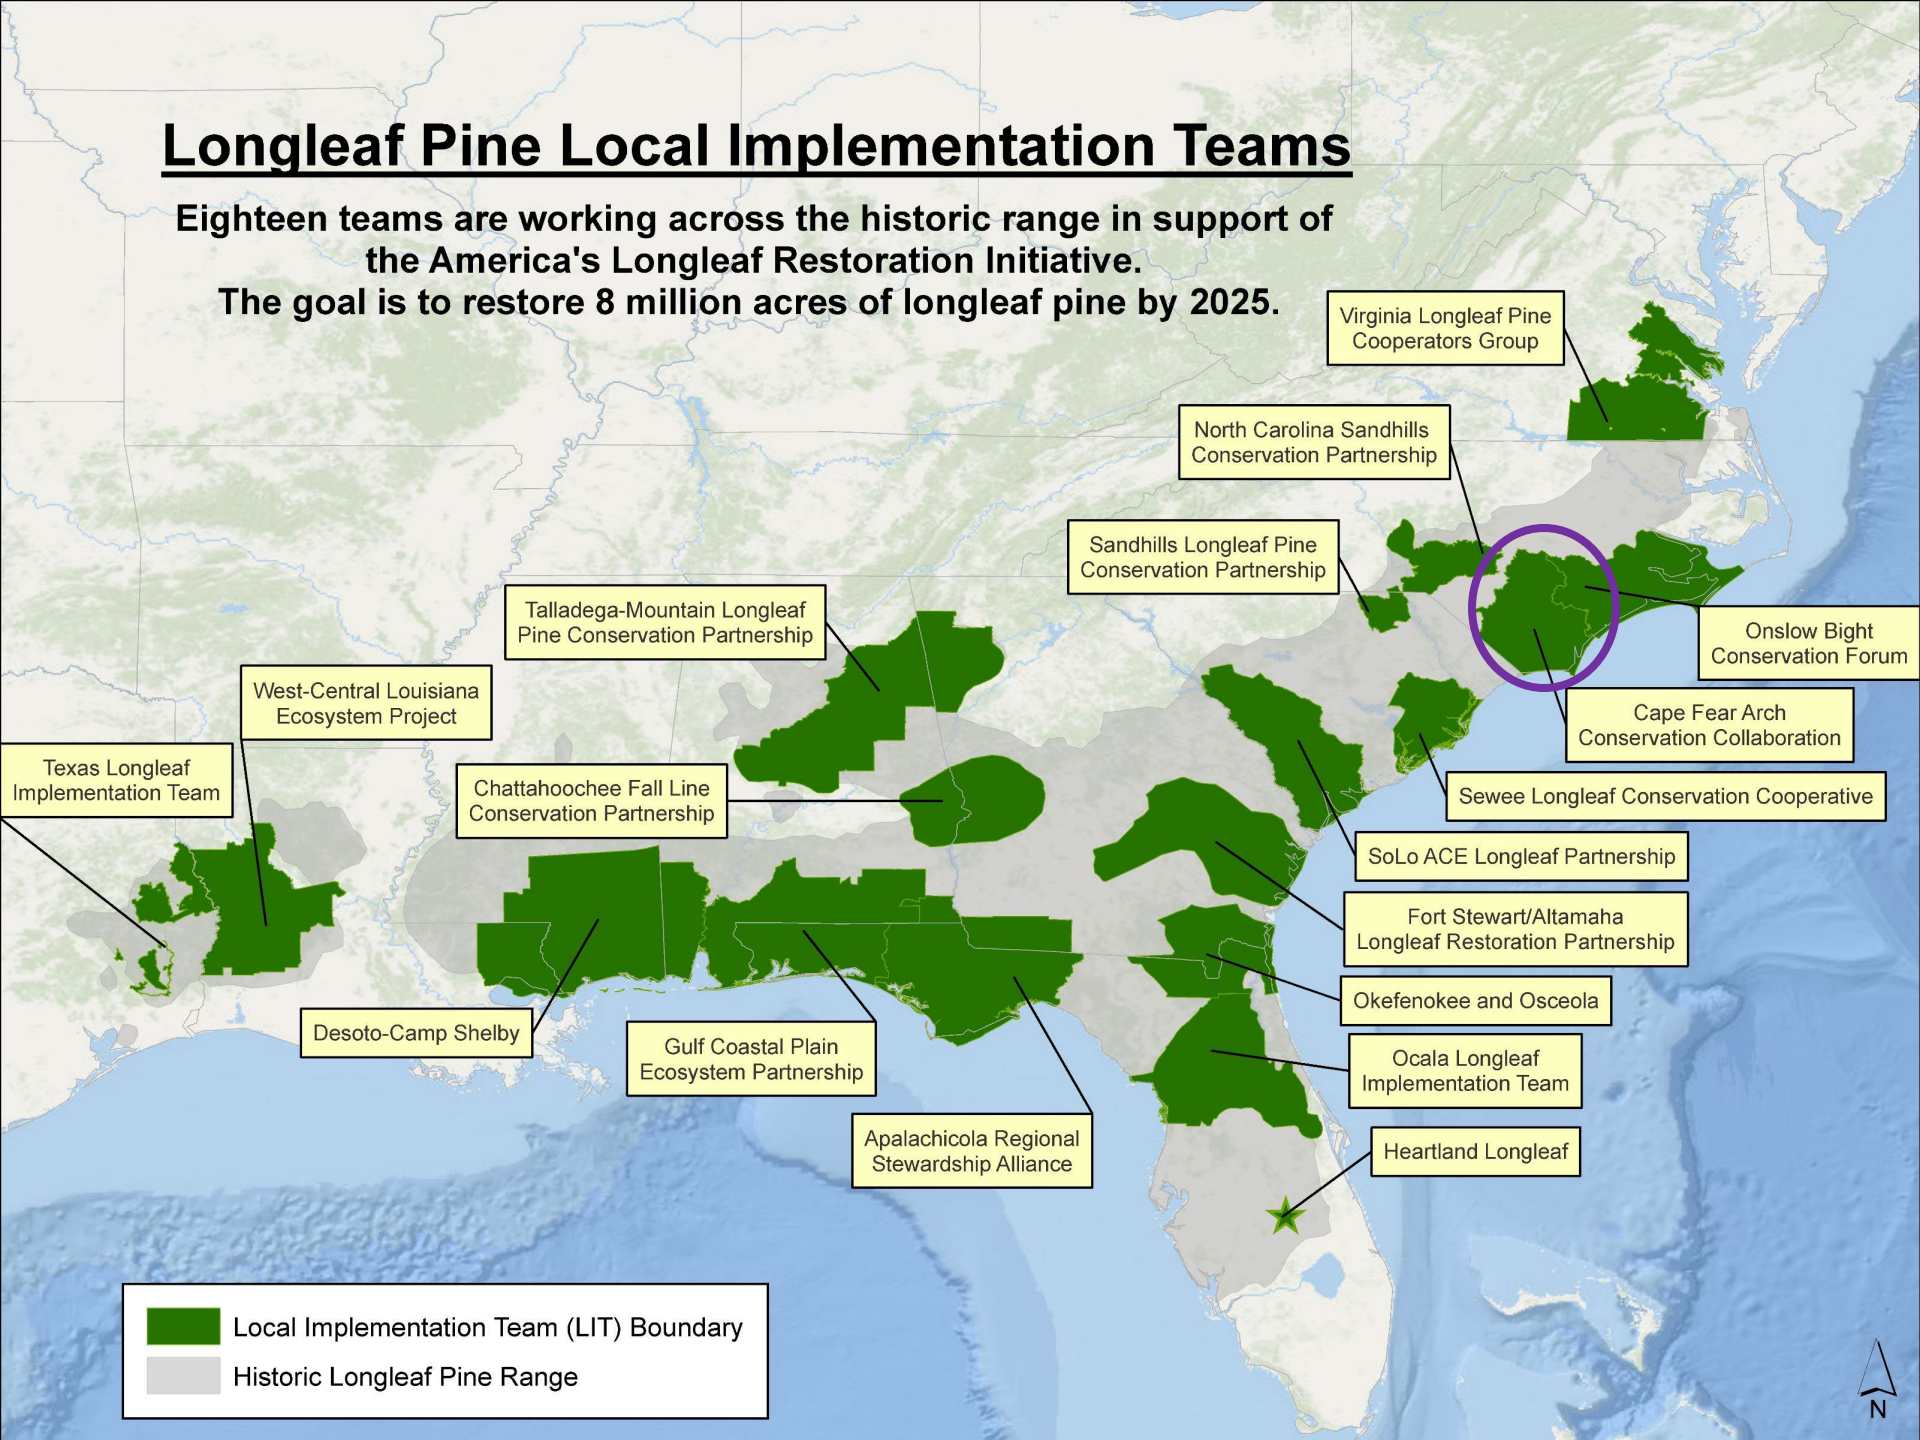 Longleaf Pine Local Implementation Teams
Eighteen teams are working across the historic range in support of
the America's Longleaf Restoration Initiative.
The goal is to restore 8 million acres of longleaf pine by 2025.
Virginia Longleaf Pine
Cooperators Group
North Carolina Sandhills
Conservation Partnership
Sandhills Longleaf Pine
Conservation Partnership
Talladega-Mountain Longleaf
Pine Conservation Partnership
Onslow Bight
Conservation Forum
West-Central Louisiana
Ecosystem Project
Cape Fear Arch
Conservation Collaboration
Texas Longleaf
Implementation Team
Chattahoochee Fall Line
Conservation Partnership
Sewee Longleaf Conservation Cooperative
SoLo ACE Longleaf Partnership
Fort Stewart/Altamaha
Longleaf Restoration Partnership
Okefenokee and Osceola
Desoto-Camp Shelby
Gulf Coastal Plain
Ecosystem Partnership
Ocala Longleaf
Implementation Team
Apalachicola Regional
Stewardship Alliance
Heartland Longleaf
Local Implementation Team (LIT) Boundary
Historic Longleaf Pine Range
N